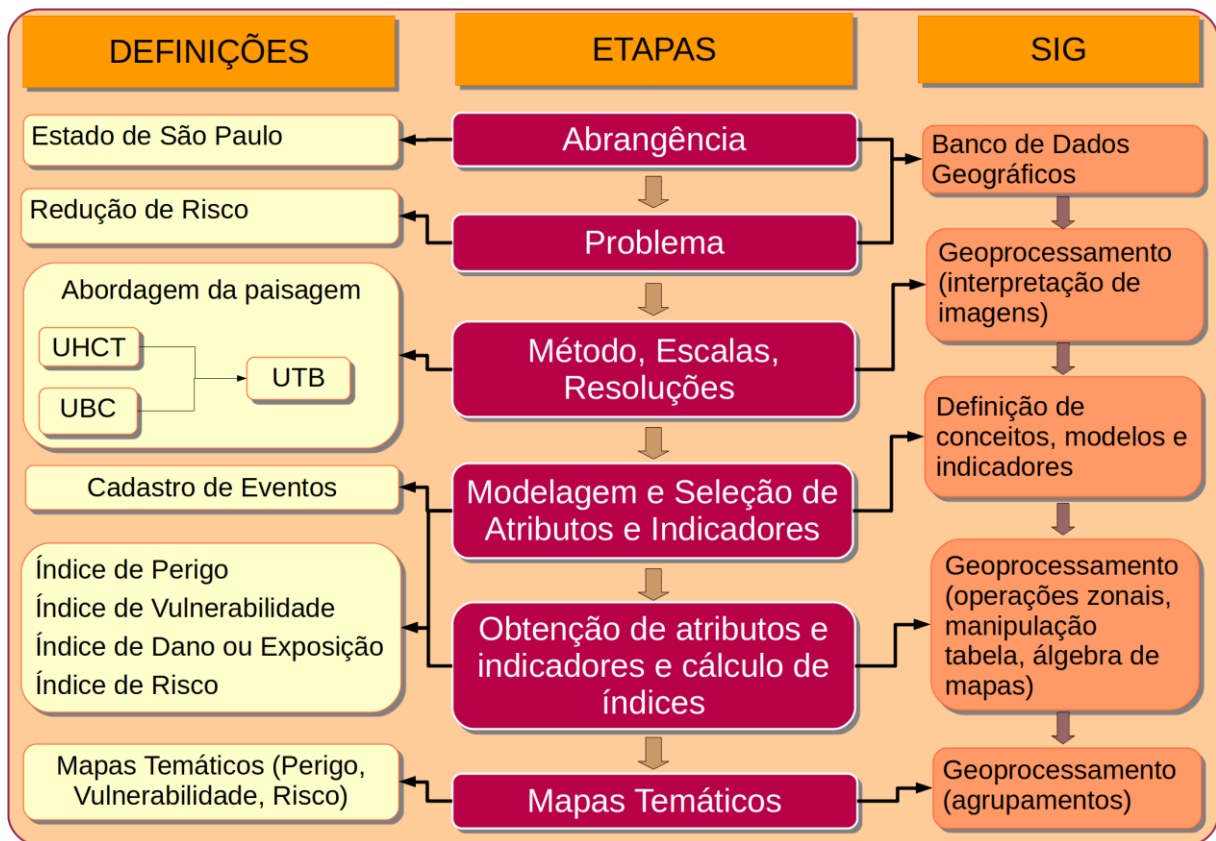 DEFINIÇÕES
Estado de São Paulo
Redução de Risco
Abordagem da paisagem
UHCT
UBC
UTB
Cadastro de Eventos
Índice de Perigo
Índice de Vulnerabilidade
Índice de Dano ou Exposição
Índice de Risco
Mapas Temáticos (Perigo,
Vulnerabilidade, Risco)
ETAPAS
Abrangência
Problema
Método, Escalas,
Resoluções
Modelagem e Seleção de
Atributos e Indicadores
Obtenção de atributos e
indicadores e cálculo de
índices
Mapas Temáticos
SIG
Banco de Dados
Geográficos
Geoprocessamento
(interpretação de
imagens)
Definição de
conceitos, modelos e
indicadores
Geoprocessamento
(operações zonais,
manipulação
tabela, álgebra de
mapas)
Geoprocessamento
(agrupamentos)